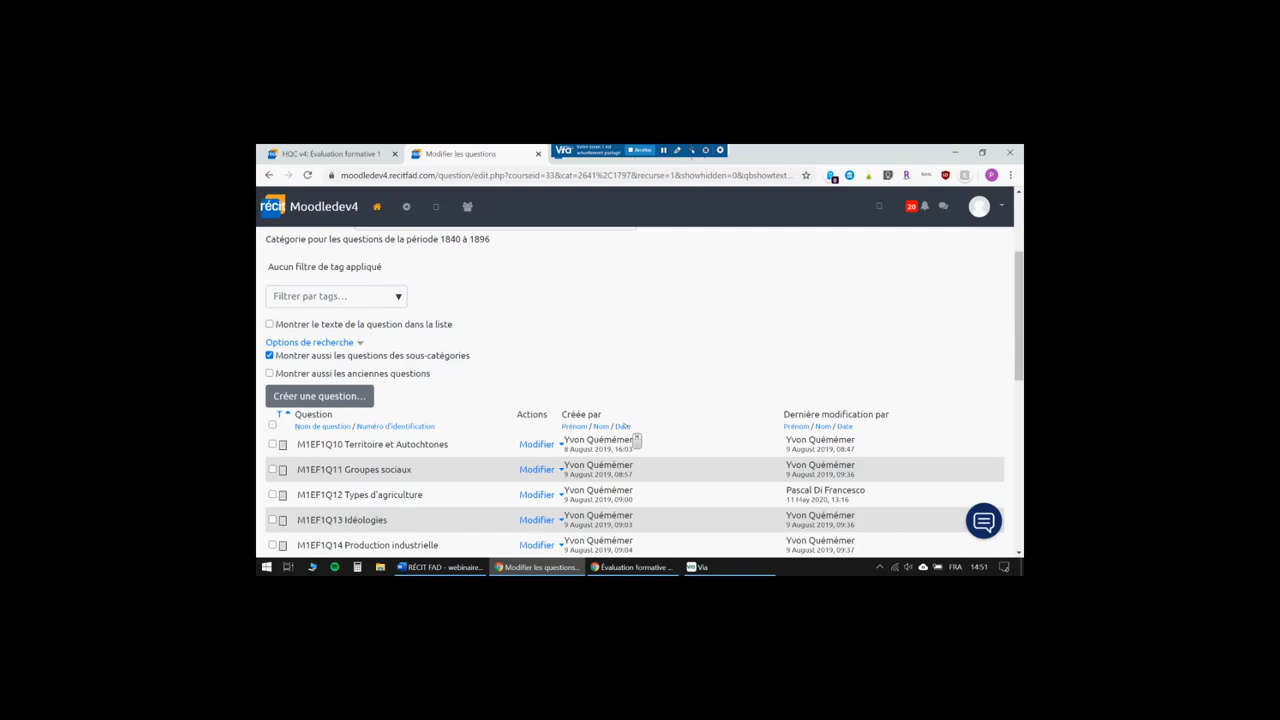 HQC v4: Évaluation formative 1
Modifier les questions
Via
Votre écran 1 est
actuellement partagé
Arrêter
moodledev4.recitfad.com/question/edit.php?courseid=33&cat=2641%2C1797&recurse=1&showhidden=0&qbshowtext...
récit Moodledev4
20
Catégorie pour les questions de la période 1840 à 1896
Aucun filtre de tag appliqué
Filtrer par tags...
Montrer le texte de la question dans la liste
Options de recherche
Montrer aussi les questions des sous-catégories
Montrer aussi les anciennes questions
Créer une question...
T Question Actions Créée par Dernière modification par
Nom de question / Numéro d'identification Prénom / Nom / Date Prénom / Nom / Date
M1EF1Q10 Territoire et Autochtones Modifier Yvon Quémémer Yvon Quémémer
8 August 2019, 16:03 9 August 2019, 08:47
M1EF1Q11 Groupes sociaux Modifier Yvon Quémémer Yvon Quémémer
9 August 2019, 08:57 9 August 2019, 09:36
M1EF1Q12 Types d'agriculture Modifier Yvon Quémémer Pascal Di Francesco
9 August 2019, 09:00 11 May 2020, 13:16
M1EF1Q13 Idéologies Modifier Yvon Quémémer Yvon Quémémer
9 August 2019, 09:03 9 August 2019, 09:36
M1EF1Q14 Production industrielle Modifier Yvon Quémémer Yvon Quémémer
9 August 2019, 09:04 9 August 2019, 09:37
RÉCIT FAD - webinaire... Modifier les questions... Évaluation formative ... Via FRA 14:51